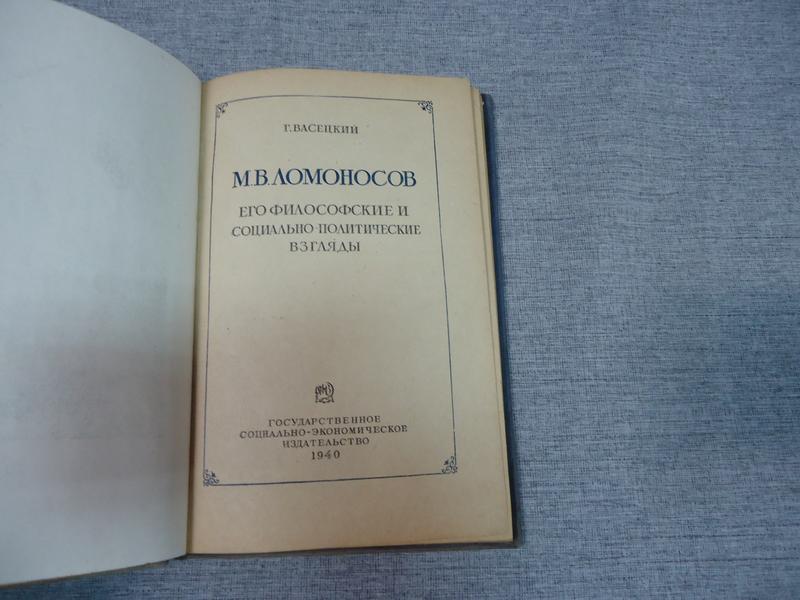 Г. ВАСЕЦКИЙ
М.В. ЛОМОНОСОВ
ЕГО ФИЛОСОФСКИЕ И
СОЦИАЛЬНО-ПОЛИТИЧЕСКИЕ
ВЗГЛЯДЫ
ГОСУДАРСТВЕННОЕ
СОЦИАЛЬНО-ЭКОНОМИЧЕСКОЕ
ИЗДАТЕЛЬСТВО
1940